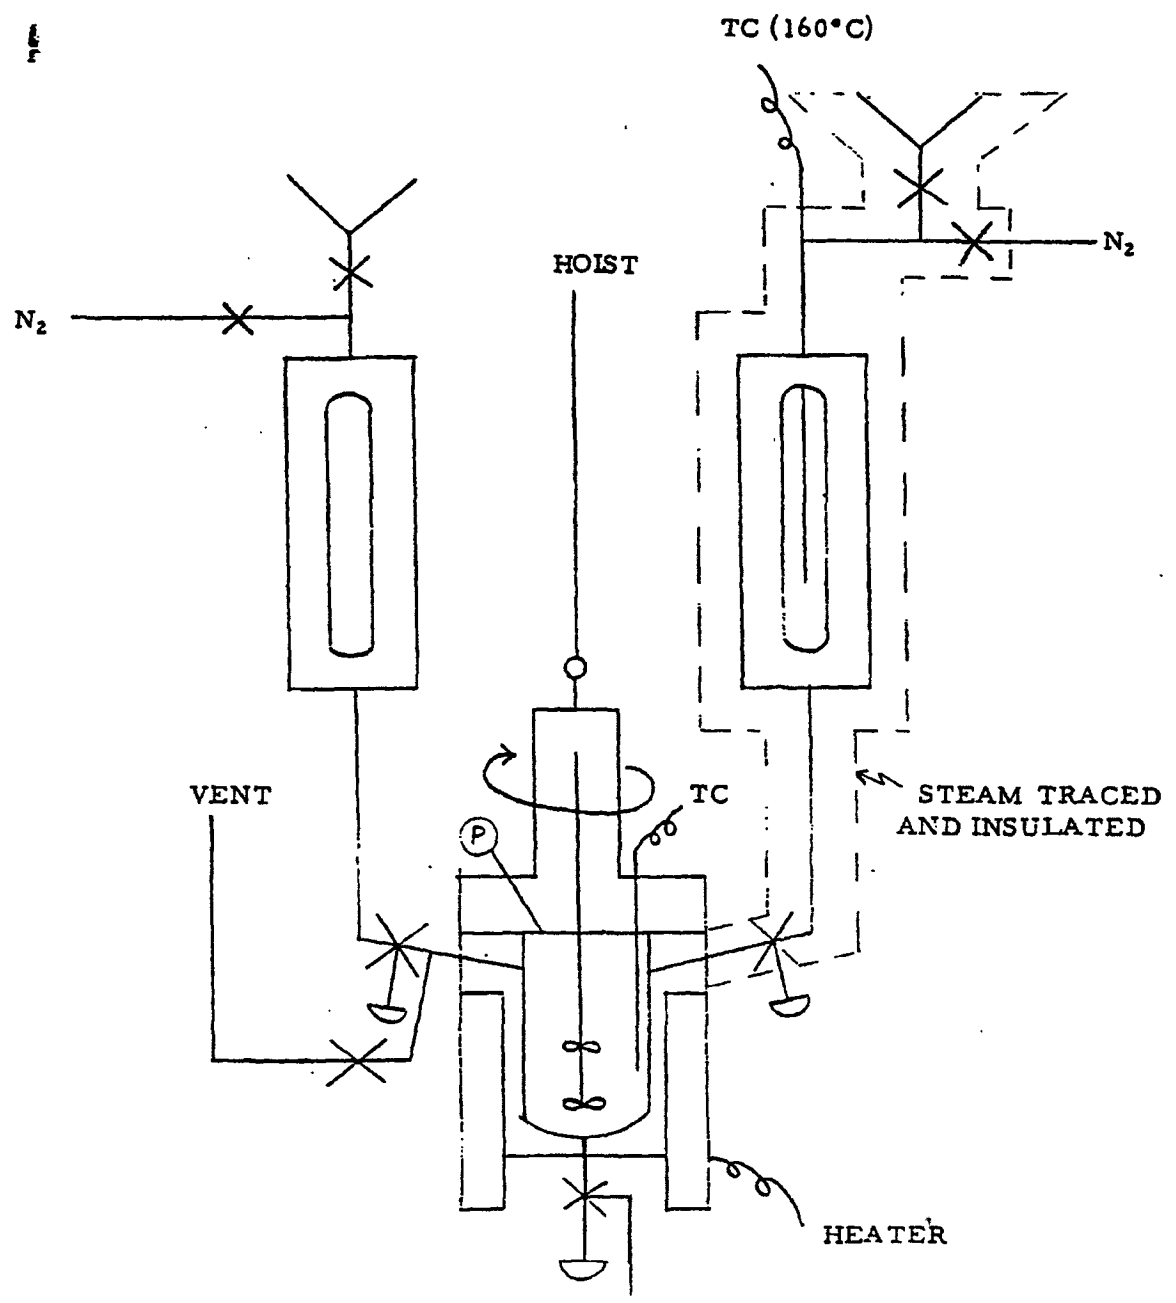 TC (160°C)
N₂
HOIST
N₂
VENT
TC
P
STEAM TRACED
AND INSULATED
HEATER